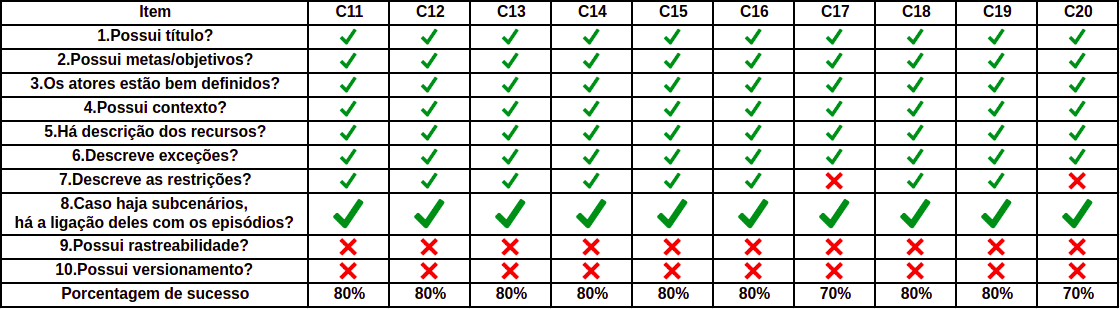 Item C11 C12 C13 C14 C15 C16 C17 C18 C19 C20
1.Possui título? ✓ ✓ ✓ ✓ ✓ ✓ ✓ ✓ ✓ ✓
2.Possui metas/objetivos? ✓ ✓ ✓ ✓ ✓ ✓ ✓ ✓ ✓ ✓
3.Os atores estão bem definidos? ✓ ✓ ✓ ✓ ✓ ✓ ✓ ✓ ✓ ✓
4.Possui contexto? ✓ ✓ ✓ ✓ ✓ ✓ ✓ ✓ ✓ ✓
5.Há descrição dos recursos? ✓ ✓ ✓ ✓ ✓ ✓ ✓ ✓ ✓ ✓
6.Descreve exceções? ✓ ✓ ✓ ✓ ✓ ✓ ✓ ✓ ✓ ✓
7.Descreve as restrições? ✓ ✓ ✓ ✓ ✓ ✓ ✗ ✓ ✓ ✗
8.Caso haja subcenários,
há a ligação deles com os episódios? ✓ ✓ ✓ ✓ ✓ ✓ ✓ ✓ ✓ ✓
9.Possui rastreabilidade? ✗ ✗ ✗ ✗ ✗ ✗ ✗ ✗ ✗ ✗
10.Possui versionamento? ✗ ✗ ✗ ✗ ✗ ✗ ✗ ✗ ✗ ✗
Porcentagem de sucesso 80% 80% 80% 80% 80% 80% 70% 80% 80% 70%